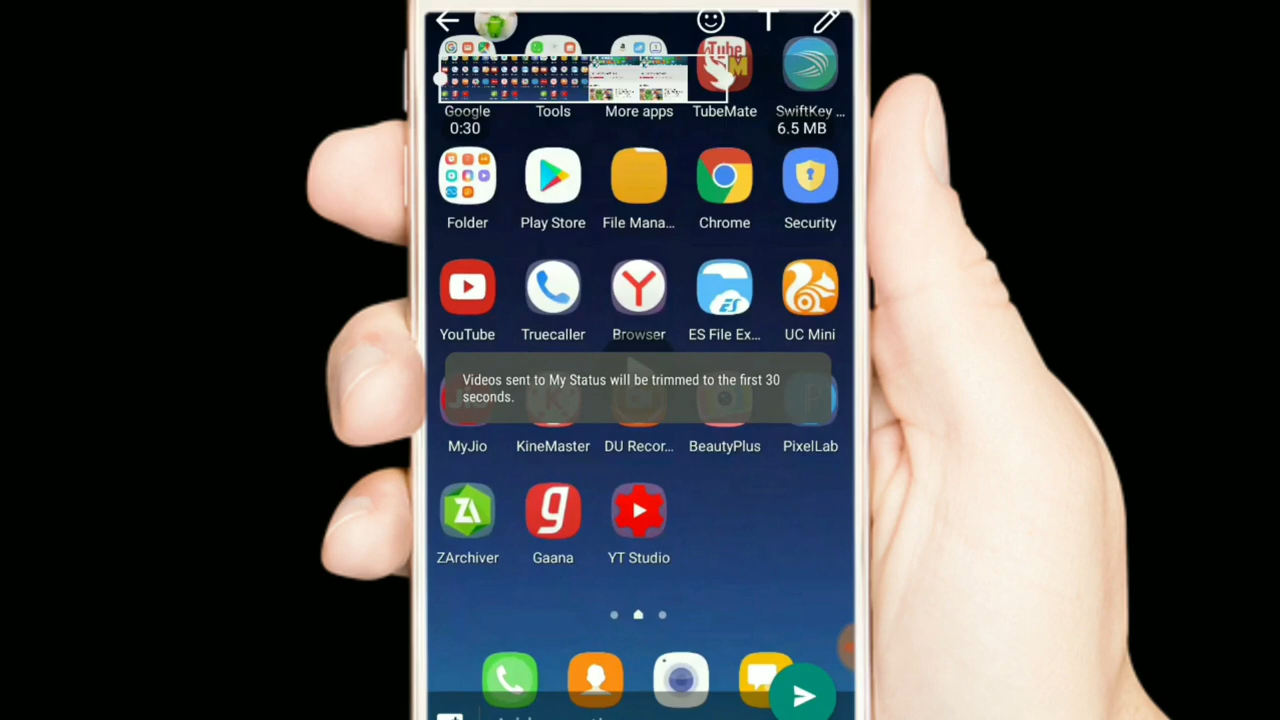 T
Tube
M
Google
Tools
More apps
TubeMate
SwiftKey ...
0:30
6.5 MB
Folder
Play Store
File Mana...
Chrome
Security
YouTube
Truecaller
Browser
ES File Ex...
UC Mini
Videos sent to My Status will be trimmed to the first 30
seconds.
MyJio
KineMaster
DU Recor...
BeautyPlus
PixelLab
ZArchiver
Gaana
YT Studio